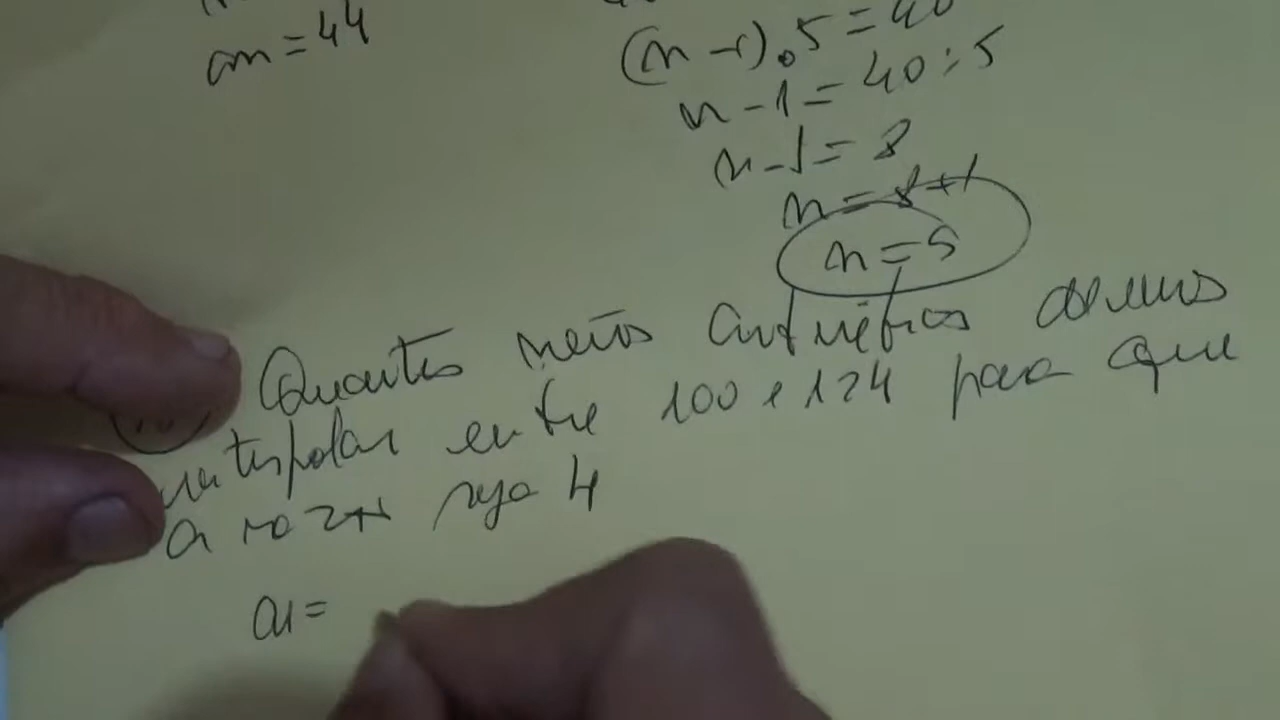 an = 44
(n - 1) . 5 = 40
n - 1 = 40 : 5
n - 1 = 8
n = 8 + 1
n = 9
Quantos meios aritméticos devemos
interpolar entre 100 e 124 para que
a razão seja 4
a1 =